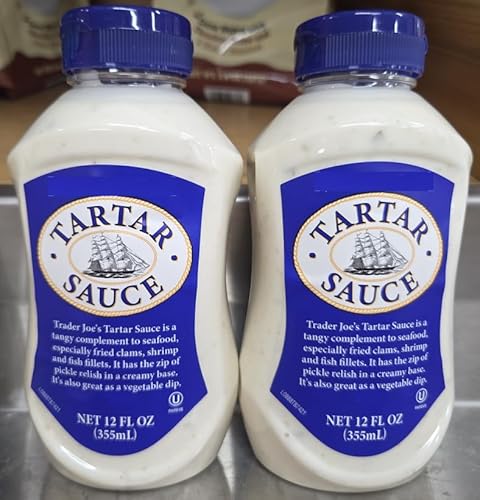 TARTAR
SAUCE
Trader Joe's Tartar Sauce is a
tangy complement to seafood,
especially fried clams, shrimp
and fish fillets. It has the zip of
pickle relish in a creamy base.
It's also great as a vegetable dip.
U
PAREVE
NET 12 FL OZ
(355mL)
TARTAR
SAUCE
Trader Joe's Tartar Sauce is a
tangy complement to seafood,
especially fried clams, shrimp
and fish fillets. It has the zip of
pickle relish in a creamy base.
It's also great as a vegetable dip.
U
PAREVE
NET 12 FL OZ
(355mL)